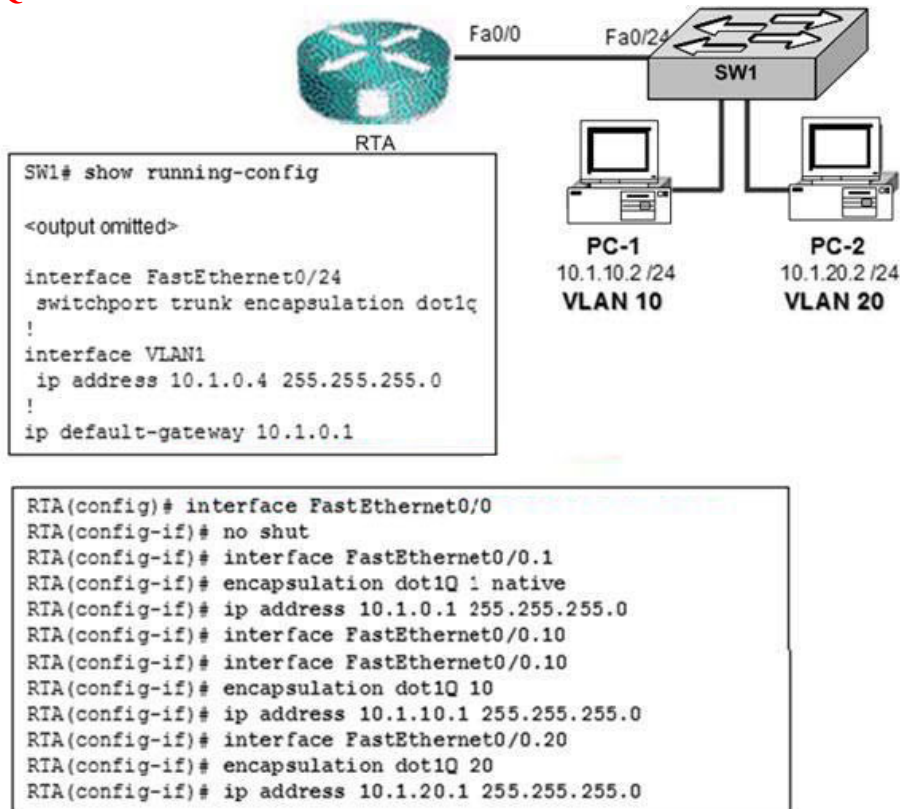 Fa0/0
Fa0/24
SW1
RTA
SW1# show running-config
<output omitted>
interface FastEthernet0/24
switchport trunk encapsulation dot1q
!
interface VLAN1
ip address 10.1.0.4 255.255.255.0
!
ip default-gateway 10.1.0.1
PC-1
10.1.10.2 /24
VLAN 10
PC-2
10.1.20.2 /24
VLAN 20
RTA(config)# interface FastEthernet0/0
RTA(config-if)# no shut
RTA(config-if)# interface FastEthernet0/0.1
RTA(config-if)# encapsulation dot1Q 1 native
RTA(config-if)# ip address 10.1.0.1 255.255.255.0
RTA(config-if)# interface FastEthernet0/0.10
RTA(config-if)# interface FastEthernet0/0.10
RTA(config-if)# encapsulation dot1Q 10
RTA(config-if)# ip address 10.1.10.1 255.255.255.0
RTA(config-if)# interface FastEthernet0/0.20
RTA(config-if)# encapsulation dot1Q 20
RTA(config-if)# ip address 10.1.20.1 255.255.255.0